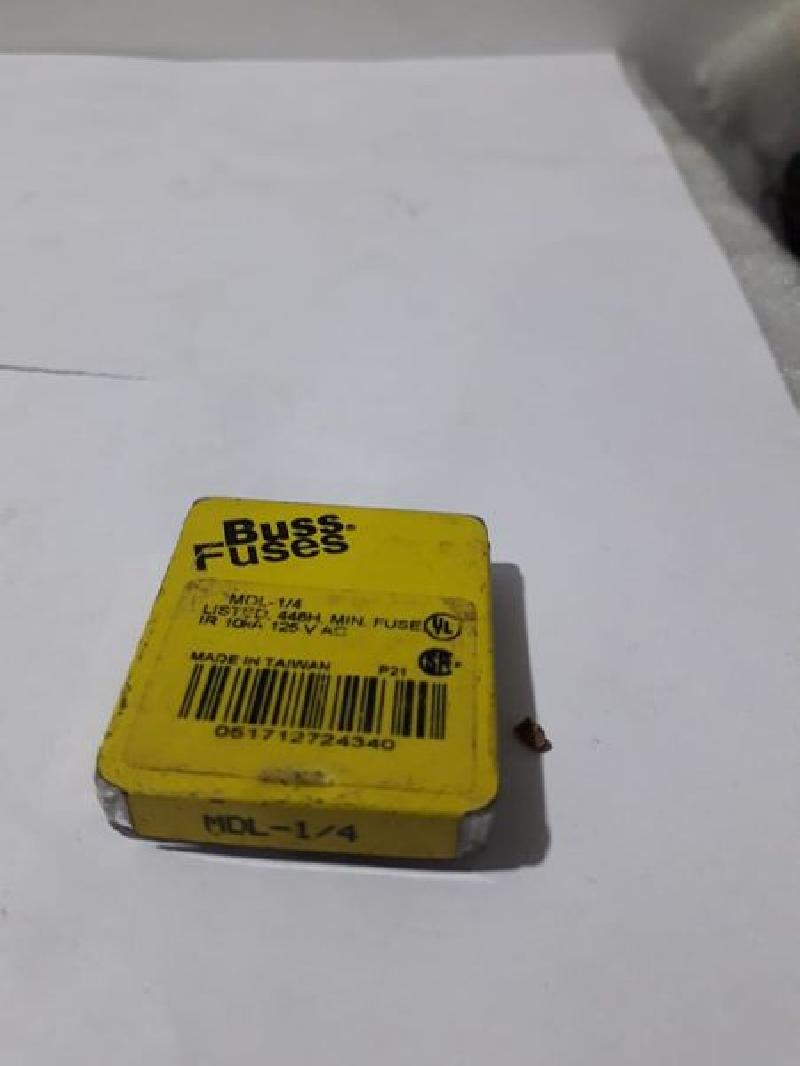 Buss®
Fuses
MDL-1/4
LISTED, 448H, MIN. FUSE UL
IR 10kA 125 V AC
MADE IN TAIWAN P21
051712724340
MDL-1/4